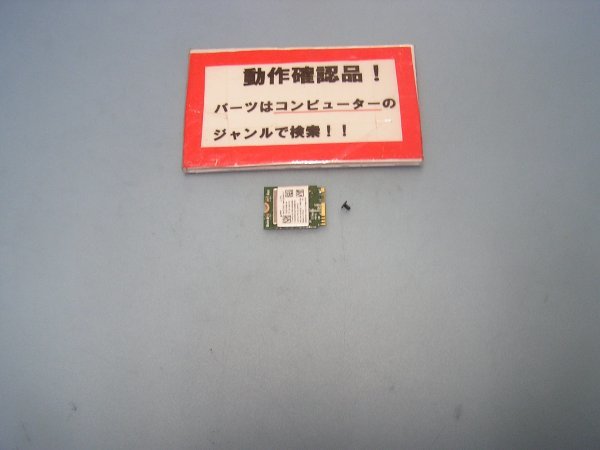 動作確認品！
パーツはコンピューターの
ジャンルで検索！！